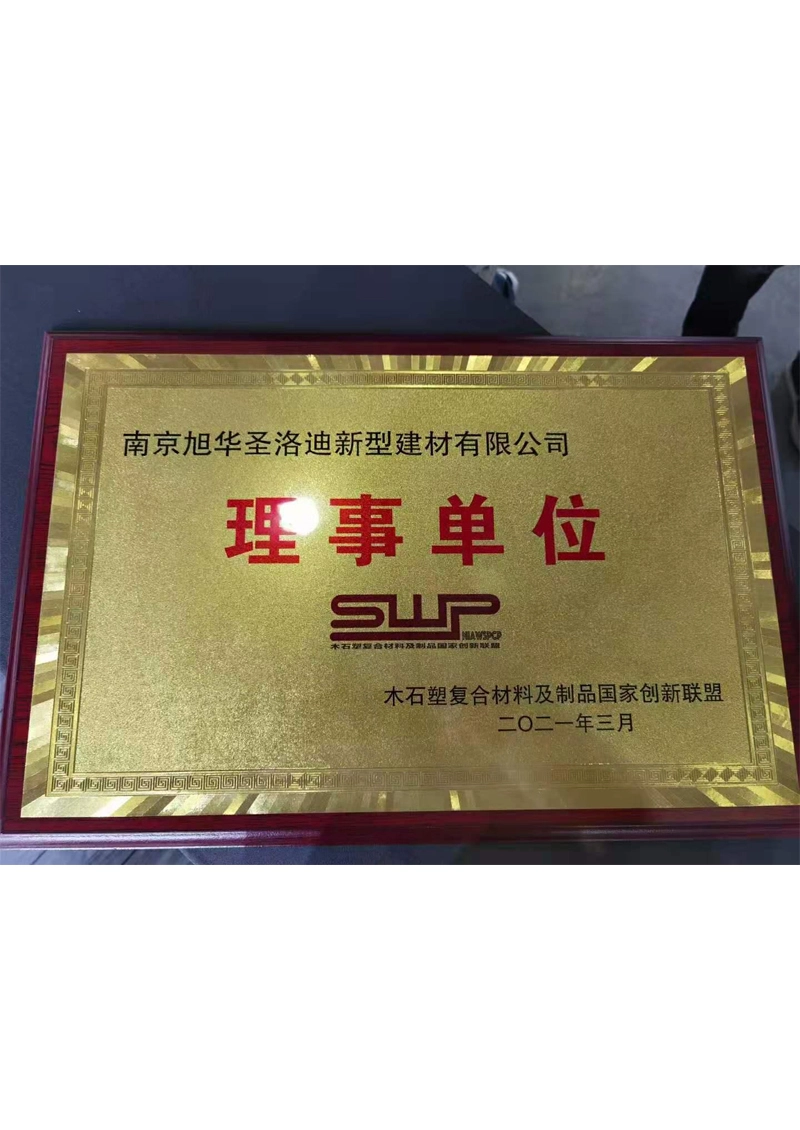 南京旭华圣洛迪新型建材有限公司
理事单位
SWP
NIAWSPCP
木石塑复合材料及制品国家创新联盟
木石塑复合材料及制品国家创新联盟
二〇二一年三月